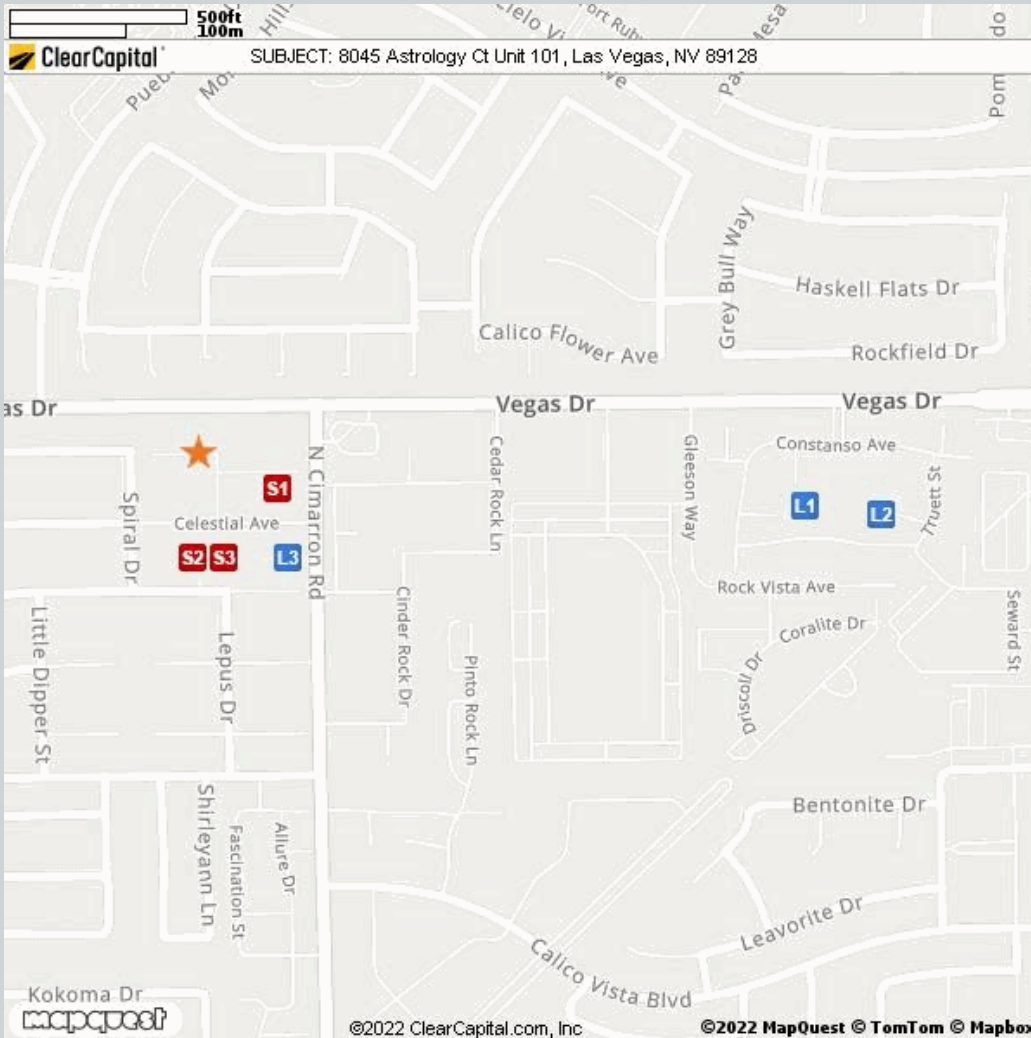 500ft
100m
Hills
ClearCapital
SUBJECT: 8045 Astrology Ct Unit 101, Las Vegas, NV 89128
Calico Flower Ave
Grey Bull Way
Haskell Flats Dr
Rockfield Dr
as Dr
Vegas Dr
Vegas Dr
Constanso Ave
N Cimarron Rd
Cedar Rock Ln
Gleeson Way
Truett St
S1
L1
L2
Spiral Dr
Celestial Ave
S2
S3
L3
Rock Vista Ave
Coralite Dr
Driscoll Dr
Seward St
Little Dipper St
Lepus Dr
Cinder Rock Dr
Pinto Rock Ln
Shirleyann Ln
Fascination St
Allure Dr
Bentonite Dr
Leavorite Dr
Calico Vista Blvd
Kokoma Dr
mapquest
©2022 ClearCapital.com, Inc
©2022 MapQuest © TomTom © Mapbox